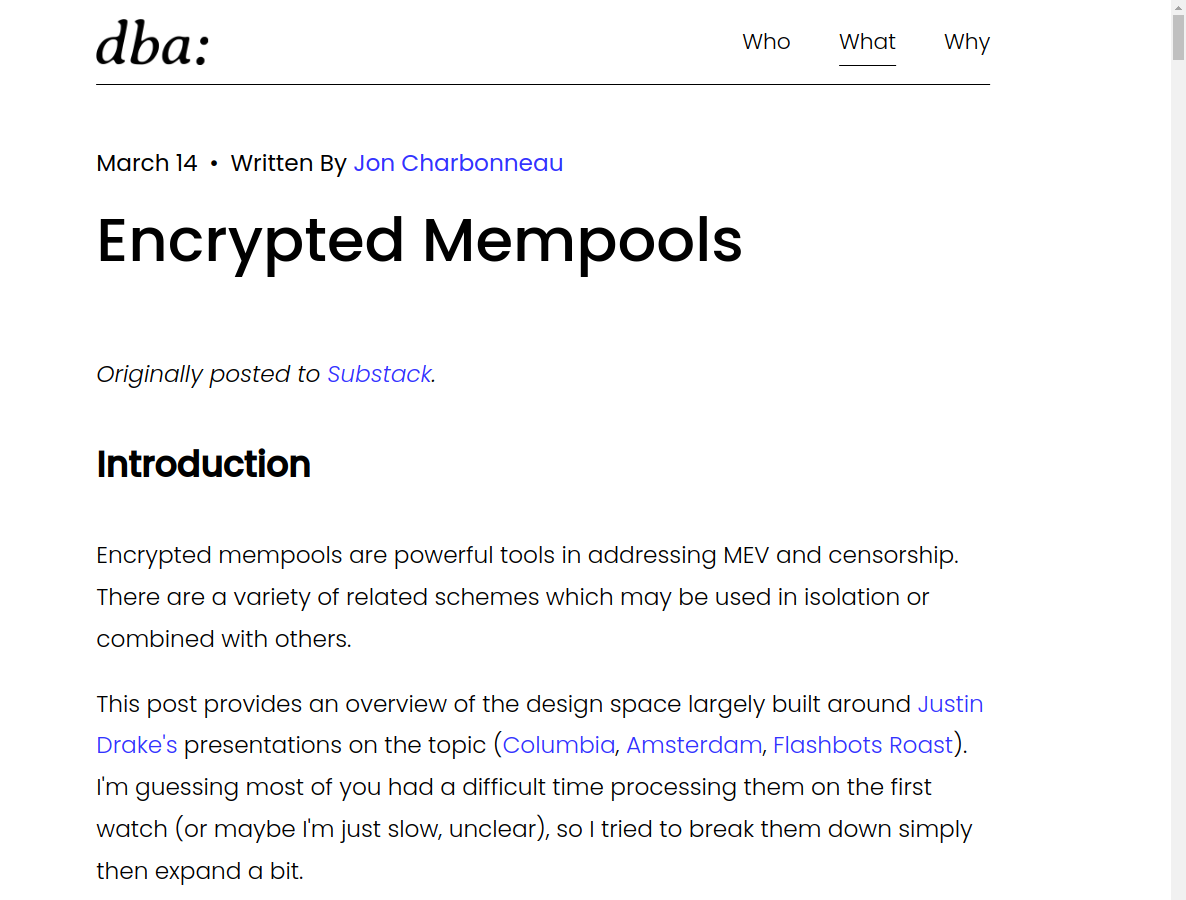 dba:
Who What Why
March 14 • Written By Jon Charbonneau
Encrypted Mempools
Originally posted to Substack.
Introduction
Encrypted mempools are powerful tools in addressing MEV and censorship.
There are a variety of related schemes which may be used in isolation or
combined with others.
This post provides an overview of the design space largely built around Justin
Drake's presentations on the topic (Columbia, Amsterdam, Flashbots Roast).
I'm guessing most of you had a difficult time processing them on the first
watch (or maybe I'm just slow, unclear), so I tried to break them down simply
then expand a bit.